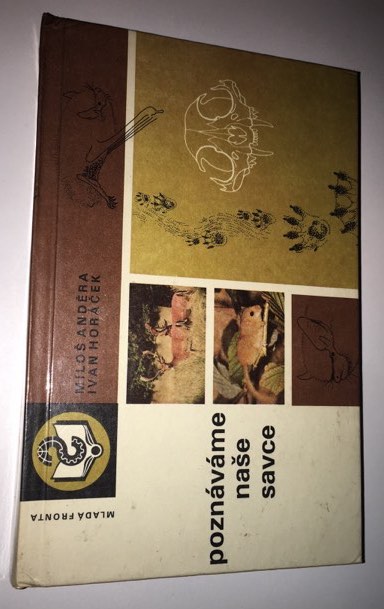 MILOŠ ANDĚRA
IVAN HORÁČEK
poznáváme
naše
savce
MLADÁ FRONTA